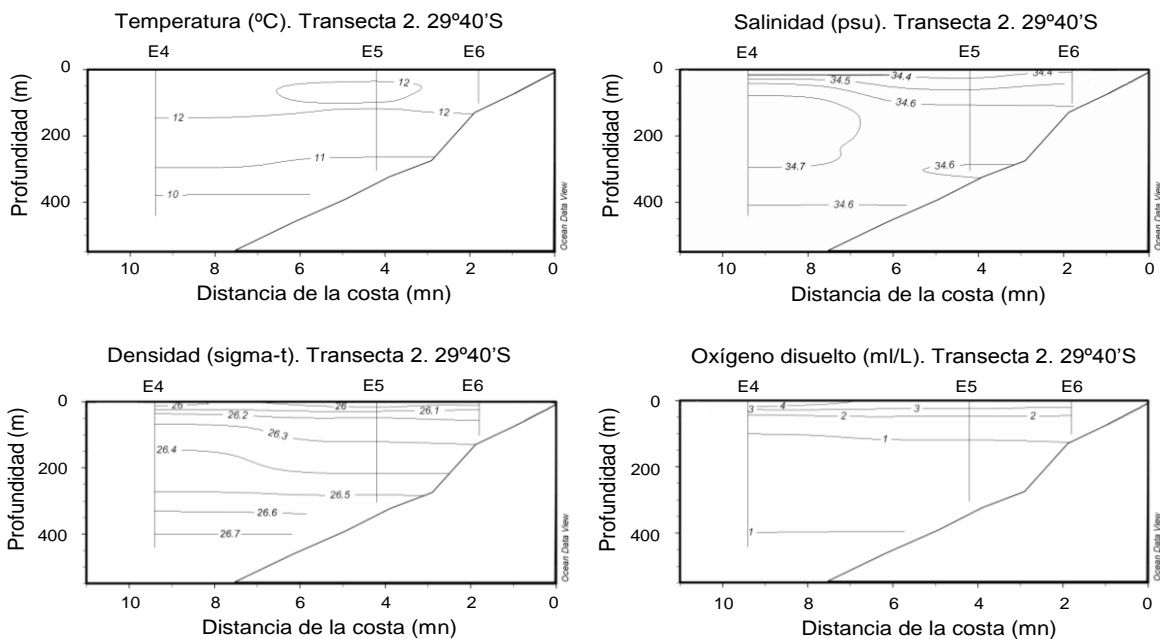 Temperatura (ºC). Transecta 2. 29º40'S
E4 E5 E6
0
200
400
Profundidad (m)
12
12
12
11
10
10 8 6 4 2 0
Distancia de la costa (mn)
Ocean Data View
Salinidad (psu). Transecta 2. 29º40'S
E4 E5 E6
0
200
400
Profundidad (m)
34.4 34.4
34.5
34.6
34.7
34.6
34.6
10 8 6 4 2 0
Distancia de la costa (mn)
Ocean Data View
Densidad (sigma-t). Transecta 2. 29º40'S
E4 E5 E6
0
200
400
Profundidad (m)
26 26
26.1
26.2
26.3
26.4
26.5
26.6
26.7
10 8 6 4 2 0
Distancia de la costa (mn)
Ocean Data View
Oxígeno disuelto (ml/L). Transecta 2. 29º40'S
E4 E5 E6
0
200
400
Profundidad (m)
4
3 3
2 2
1
1
10 8 6 4 2 0
Distancia de la costa (mn)
Ocean Data View